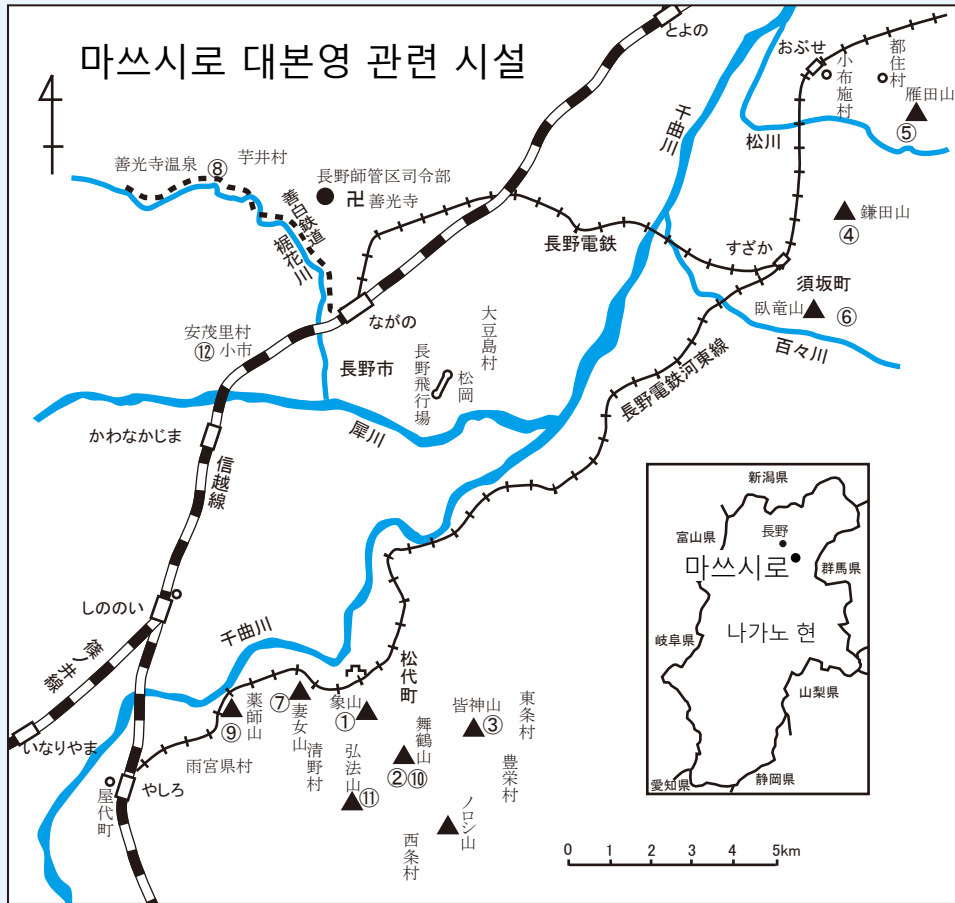 마쓰시로 대본영 관련 시설
とよの
おぶせ
小布施村
都住村
雁田山
⑤
千曲川
松川
善光寺温泉
⑧
芋井村
長野師管区司令部
卍 善光寺
善白鉄道
裾花川
鎌田山
④
長野電鉄
すざか
須坂町
臥竜山
⑥
百々川
ながの
安茂里村
⑫小市
長野市
長野飛行場
松岡
大豆島村
長野電鉄河東線
犀川
かわなかじま
信越線
しののい
篠ノ井線
千曲川
松代町
いなりやま
やしろ
屋代町
薬師山
⑨
雨宮県村
⑦
妻女山
清野村
象山
①
弘法山
⑪
舞鶴山
②⑩
皆神山
③
東条村
豊栄村
ノロシ山
西条村
新潟県
富山県
長野
마쓰시로
群馬県
나가노 현
岐阜県
山梨県
愛知県
静岡県
0 1 2 3 4 5km